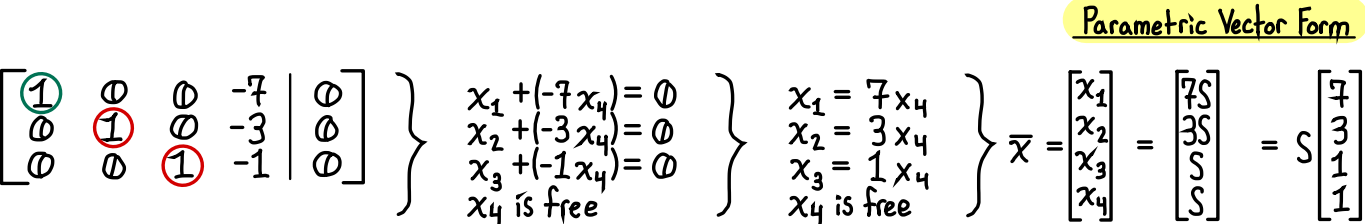 Parametric Vector Form
[1 0 0 -7 | 0]
[0 1 0 -3 | 0]
[0 0 1 -1 | 0]
x₁ + (-7x₄) = 0
x₂ + (-3x₄) = 0
x₃ + (-1x₄) = 0
x₄ is free
x₁ = 7x₄
x₂ = 3x₄
x₃ = 1x₄
x₄ is free
x̄ = [x₁ x₂ x₃ x₄] = [7S 3S S S] = S [7 3 1 1]